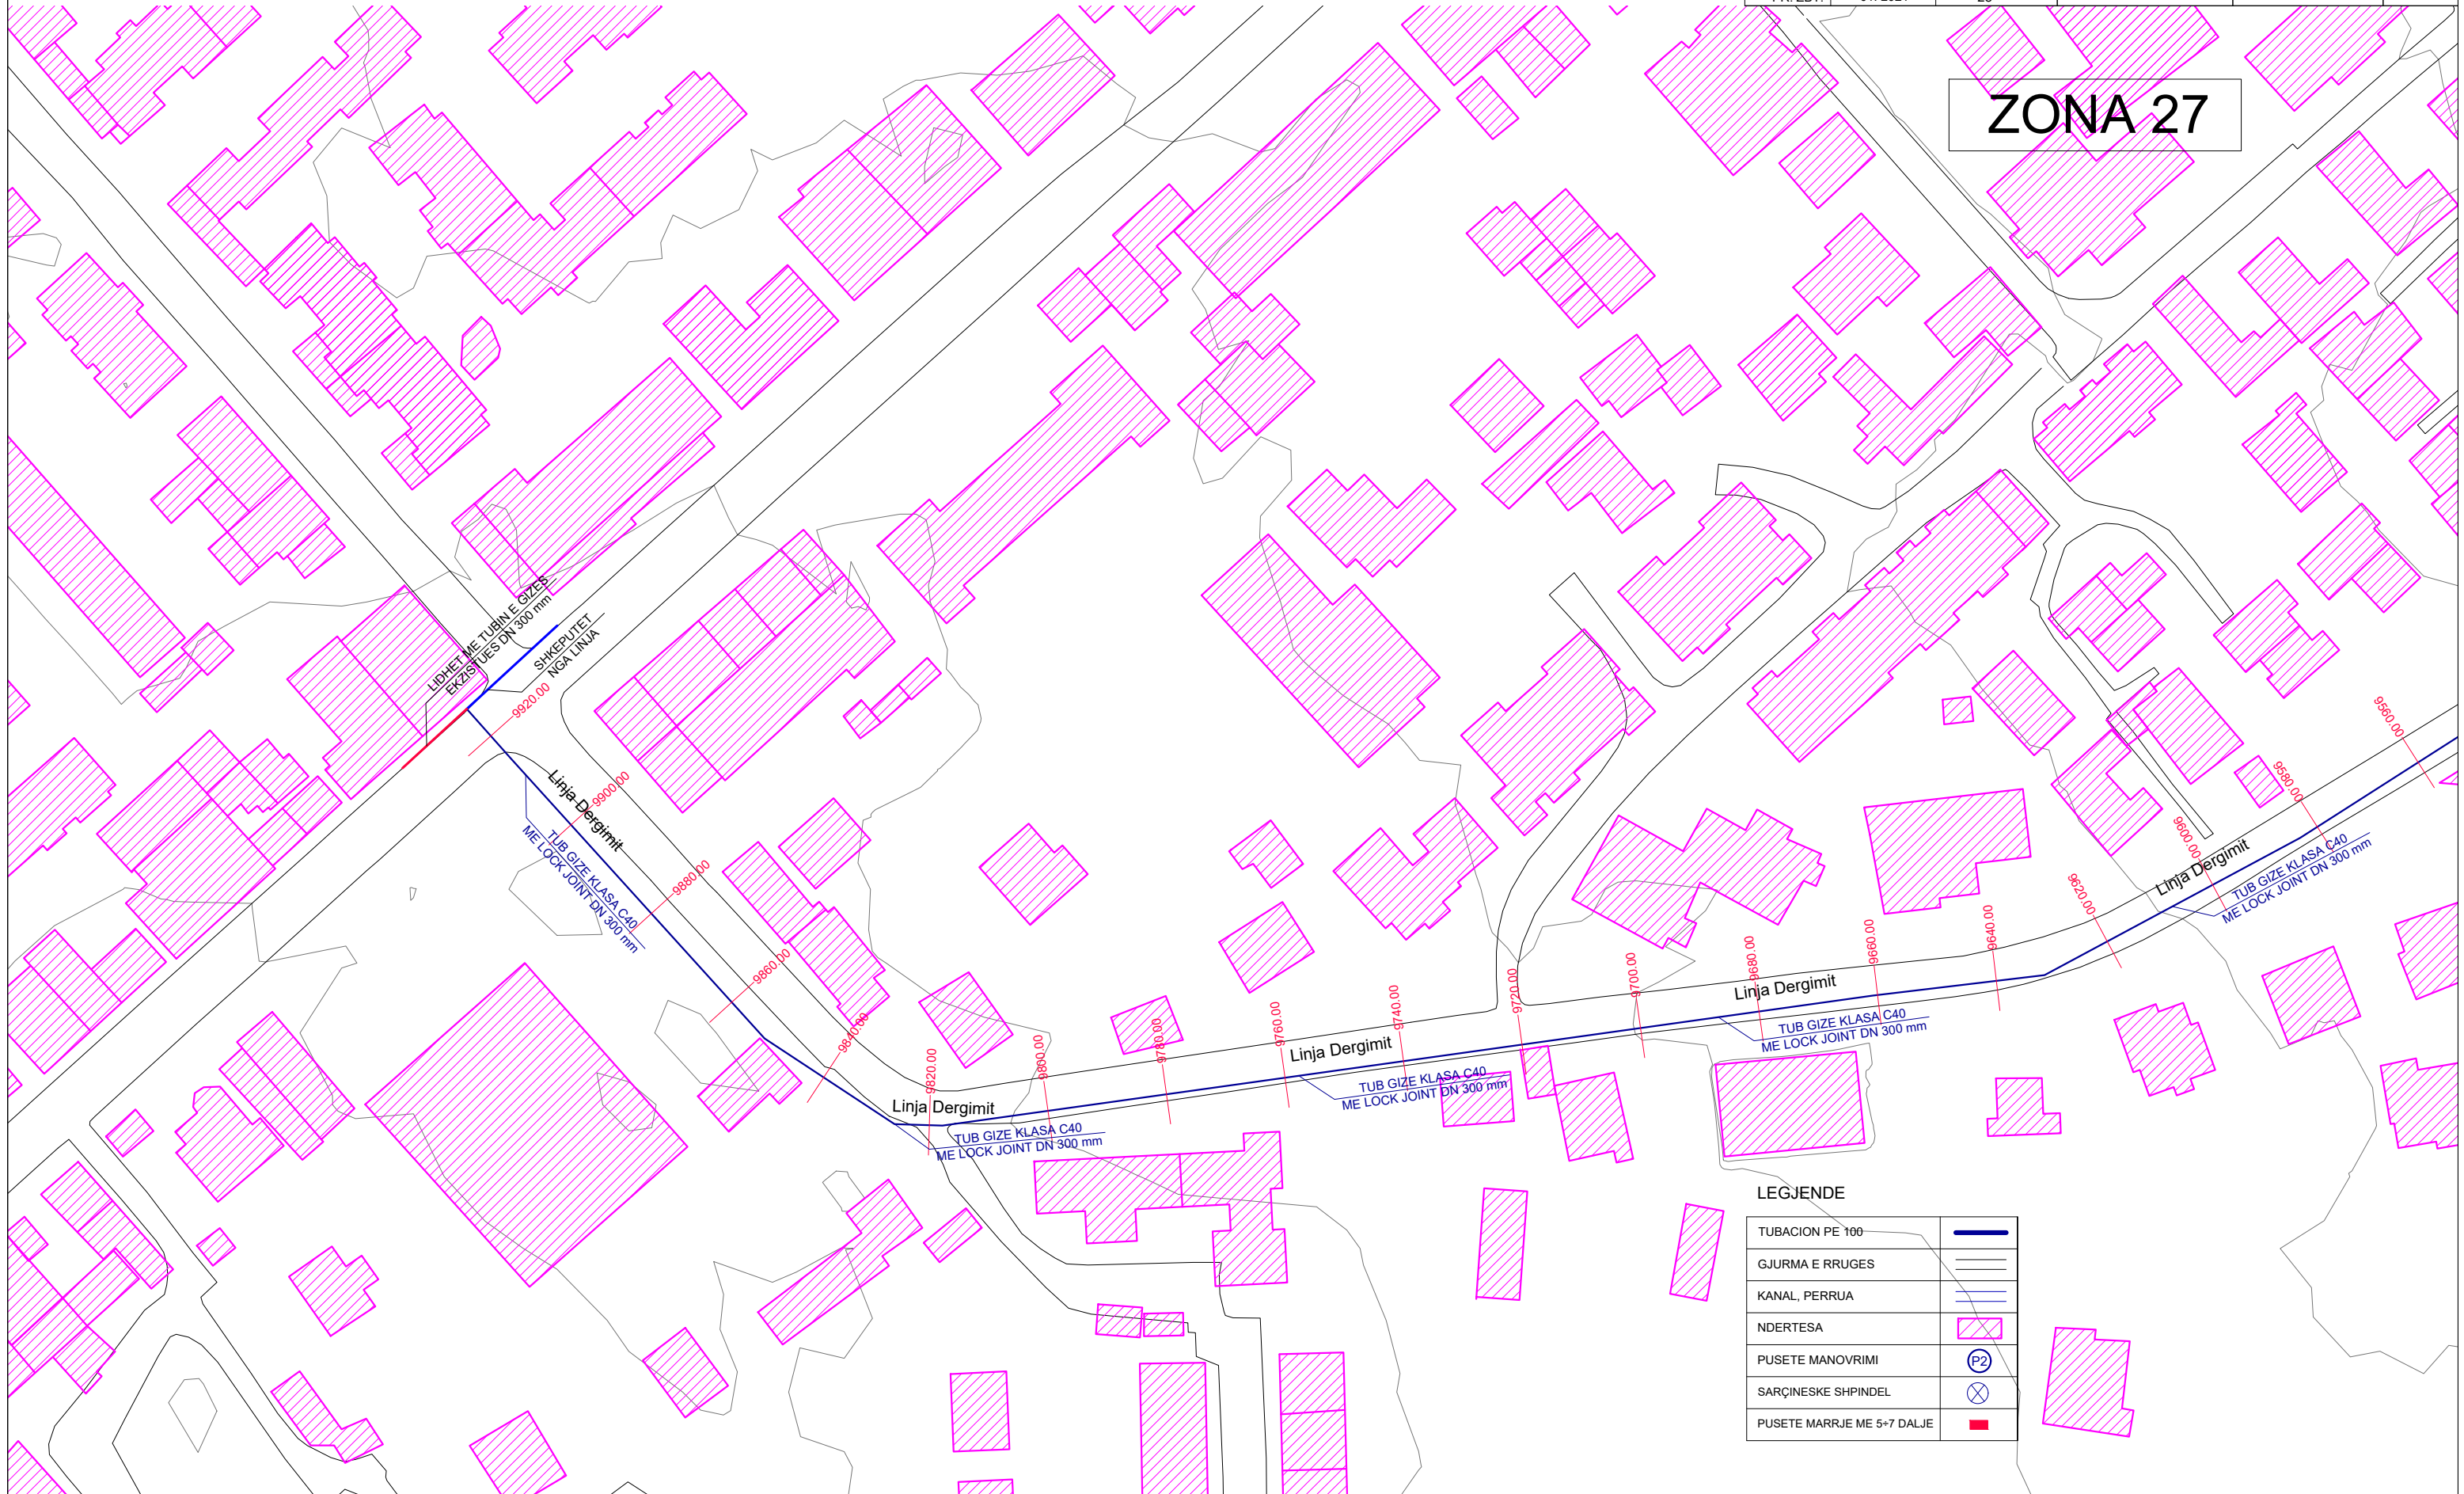 ZONA 27
LIDHET ME TUBIN E GIZES
EKZISTUES DN 300 mm
SHKEPUTET
NGA LINJA
9920.00
Linja Dergimit
9900.00
TUB GIZE KLASA C40
ME LOCK JOINT DN 300 mm
9880.00
9860.00
9840.00
9820.00
Linja Dergimit
TUB GIZE KLASA C40
ME LOCK JOINT DN 300 mm
9800.00
9780.00
9760.00
Linja Dergimit
9740.00
TUB GIZE KLASA C40
ME LOCK JOINT DN 300 mm
9720.00
9700.00
9680.00
Linja Dergimit
TUB GIZE KLASA C40
ME LOCK JOINT DN 300 mm
9660.00
9640.00
9620.00
Linja Dergimit
9600.00
TUB GIZE KLASA C40
ME LOCK JOINT DN 300 mm
9580.00
9560.00
LEGJENDE
TUBACION PE 100
GJURMA E RRUGES
KANAL, PERRUA
NDERTESA
PUSETE MANOVRIMI P2
SARÇINESKE SHPINDEL
PUSETE MARRJE ME 5÷7 DALJE